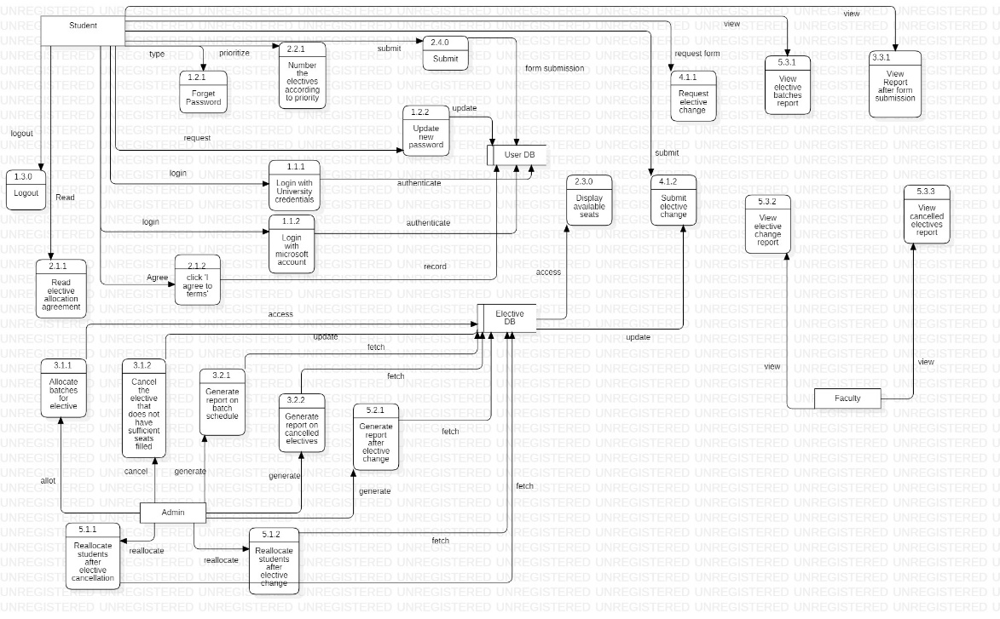 Student
view
view
type
prioritize
submit
2.4.0
Submit
form submission
request form
2.2.1
Number
the
electives
according
to priority
1.2.1
Forget
Password
4.1.1
Request
elective
change
5.3.1
View
elective
batches
report
3.3.1
View
Report
after form
submission
logout
request
1.2.2
Update
new
password
update
User DB
submit
1.3.0
Logout
Read
login
1.1.1
Login with
University
credentials
authenticate
login
1.1.2
Login
with
microsoft
account
authenticate
2.3.0
Display
available
seats
4.1.2
Submit
elective
change
5.3.2
View
elective
change
report
5.3.3
View
cancelled
electives
report
2.1.1
Read
elective
allocation
agreement
Agree
2.1.2
click 'I
agree to
terms'
record
access
access
Elective
DB
update
update
fetch
fetch
3.1.1
Allocate
batches
for
elective
3.1.2
Cancel
the
elective
that
does not
have
sufficient
seats
filled
3.2.1
Generate
report on
batch
schedule
3.2.2
Generate
report on
cancelled
electives
5.2.1
Generate
report
after
elective
change
fetch
view
view
Faculty
allot
cancel
generate
generate
generate
fetch
Admin
5.1.1
Reallocate
students
after
elective
cancellation
reallocate
reallocate
5.1.2
Reallocate
students
after
elective
change
fetch
UNREGISTERED UNREGISTERED UNREGISTERED UNREGISTERED UNREGISTERED UNREGISTERED UNREGISTERED UNREGISTERED UNREGISTERED UNREGISTERED